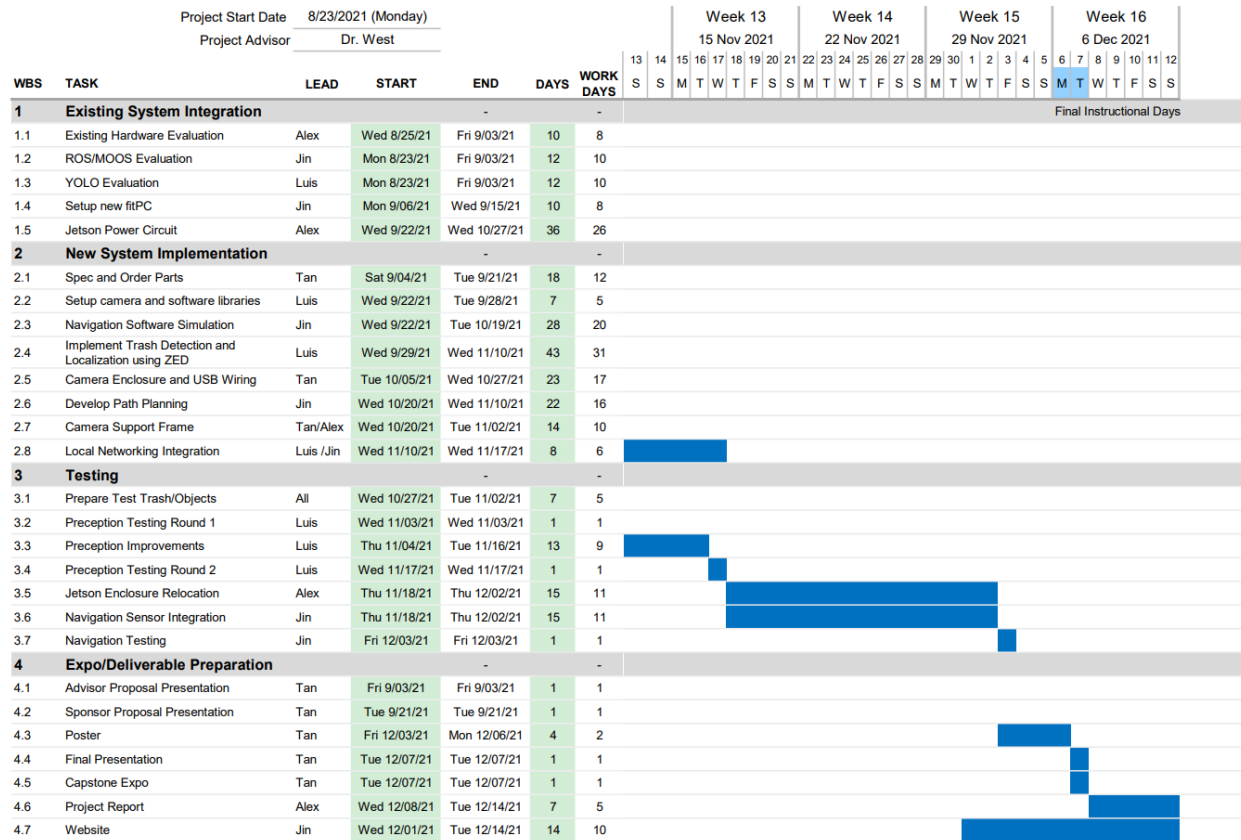 Project Start Date 8/23/2021 (Monday) Week 13 Week 14 Week 15 Week 16
Project Advisor Dr. West 15 Nov 2021 22 Nov 2021 29 Nov 2021 6 Dec 2021
13 14 15 16 17 18 19 20 21 22 23 24 25 26 27 28 29 30 1 2 3 4 5 6 7 8 9 10 11 12
WBS TASK LEAD START END DAYS WORK DAYS S S M T W T F S S M T W T F S S M T W T F S S M T W T F S S
1 Existing System Integration - - Final Instructional Days
1.1 Existing Hardware Evaluation Alex Wed 8/25/21 Fri 9/03/21 10 8
1.2 ROS/MOOS Evaluation Jin Mon 8/23/21 Fri 9/03/21 12 10
1.3 YOLO Evaluation Luis Mon 8/23/21 Fri 9/03/21 12 10
1.4 Setup new fitPC Jin Mon 9/06/21 Wed 9/15/21 10 8
1.5 Jetson Power Circuit Alex Wed 9/22/21 Wed 10/27/21 36 26
2 New System Implementation - -
2.1 Spec and Order Parts Tan Sat 9/04/21 Tue 9/21/21 18 12
2.2 Setup camera and software libraries Luis Wed 9/22/21 Tue 9/28/21 7 5
2.3 Navigation Software Simulation Jin Wed 9/22/21 Tue 10/19/21 28 20
2.4 Implement Trash Detection and Localization using ZED Luis Wed 9/29/21 Wed 11/10/21 43 31
2.5 Camera Enclosure and USB Wiring Tan Tue 10/05/21 Wed 10/27/21 23 17
2.6 Develop Path Planning Jin Wed 10/20/21 Wed 11/10/21 22 16
2.7 Camera Support Frame Tan/Alex Wed 10/20/21 Tue 11/02/21 14 10
2.8 Local Networking Integration Luis /Jin Wed 11/10/21 Wed 11/17/21 8 6
3 Testing - -
3.1 Prepare Test Trash/Objects All Wed 10/27/21 Tue 11/02/21 7 5
3.2 Preception Testing Round 1 Luis Wed 11/03/21 Wed 11/03/21 1 1
3.3 Preception Improvements Luis Thu 11/04/21 Tue 11/16/21 13 9
3.4 Preception Testing Round 2 Luis Wed 11/17/21 Wed 11/17/21 1 1
3.5 Jetson Enclosure Relocation Alex Thu 11/18/21 Thu 12/02/21 15 11
3.6 Navigation Sensor Integration Jin Thu 11/18/21 Thu 12/02/21 15 11
3.7 Navigation Testing Jin Fri 12/03/21 Fri 12/03/21 1 1
4 Expo/Deliverable Preparation - -
4.1 Advisor Proposal Presentation Tan Fri 9/03/21 Fri 9/03/21 1 1
4.2 Sponsor Proposal Presentation Tan Tue 9/21/21 Tue 9/21/21 1 1
4.3 Poster Tan Fri 12/03/21 Mon 12/06/21 4 2
4.4 Final Presentation Tan Tue 12/07/21 Tue 12/07/21 1 1
4.5 Capstone Expo Tan Tue 12/07/21 Tue 12/07/21 1 1
4.6 Project Report Alex Wed 12/08/21 Tue 12/14/21 7 5
4.7 Website Jin Wed 12/01/21 Tue 12/14/21 14 10